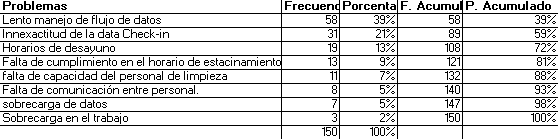 Problemas Frecuenc Porcenta F. Acumul P. Acumulado
Lento manejo de flujo de datos 58 39% 58 39%
Innexactitud de la data Check-in 31 21% 89 59%
Horarios de desayuno 19 13% 108 72%
Falta de cumplimiento en el horario de estacinamiento 13 9% 121 81%
falta de capacidad del personal de limpieza 11 7% 132 88%
Falta de comunicación entre personal. 8 5% 140 93%
sobrecarga de datos 7 5% 147 98%
Sobrecarga en el trabajo 3 2% 150 100%
150 100%